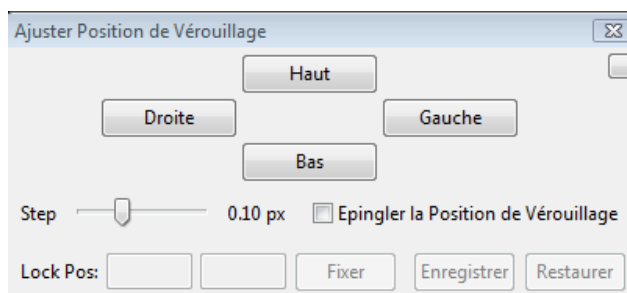 Ajuster Position de Vérouillage
Haut
Droite Gauche
Bas
Step 0.10 px Epingler la Position de Vérouillage
Lock Pos: Fixer Enregistrer Restaurer